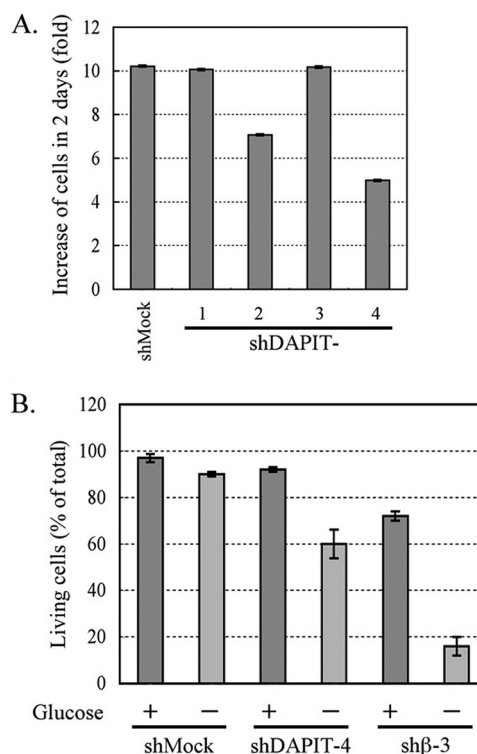 A.
Increase of cells in 2 days (fold)
12
10
8
6
4
2
0
shMock
1 2 3 4
shDAPIT-
B.
Living cells (% of total)
120
100
80
60
40
20
0
Glucose + − + − + −
shMock shDAPIT-4 shβ-3